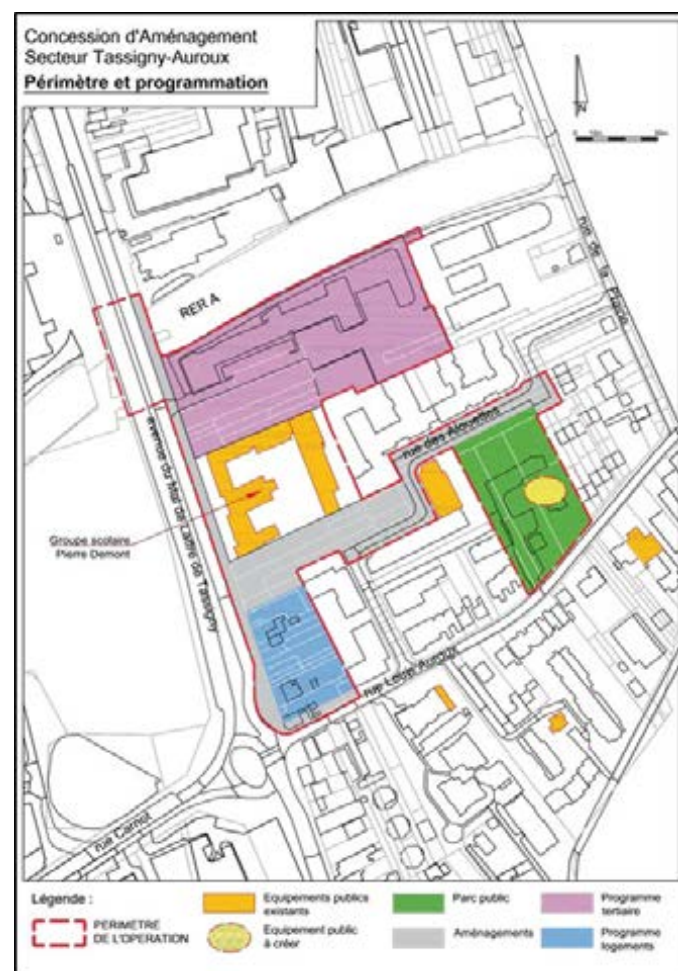 Concession d'Aménagement
Secteur Tassigny-Auroux
Périmètre et programmation
RER A
rue de la Prairie
rue des Alouettes
avenue du Mal de Lattre de Tassigny
Groupe scolaire
Pierre Demont
rue Louis Auroux
rue Carnot
Légende :
PERIMETRE
DE L'OPERATION
Equipements publics
existants
Equipement public
à créer
Parc public
Aménagements
Programme
tertiaire
Programme
logements